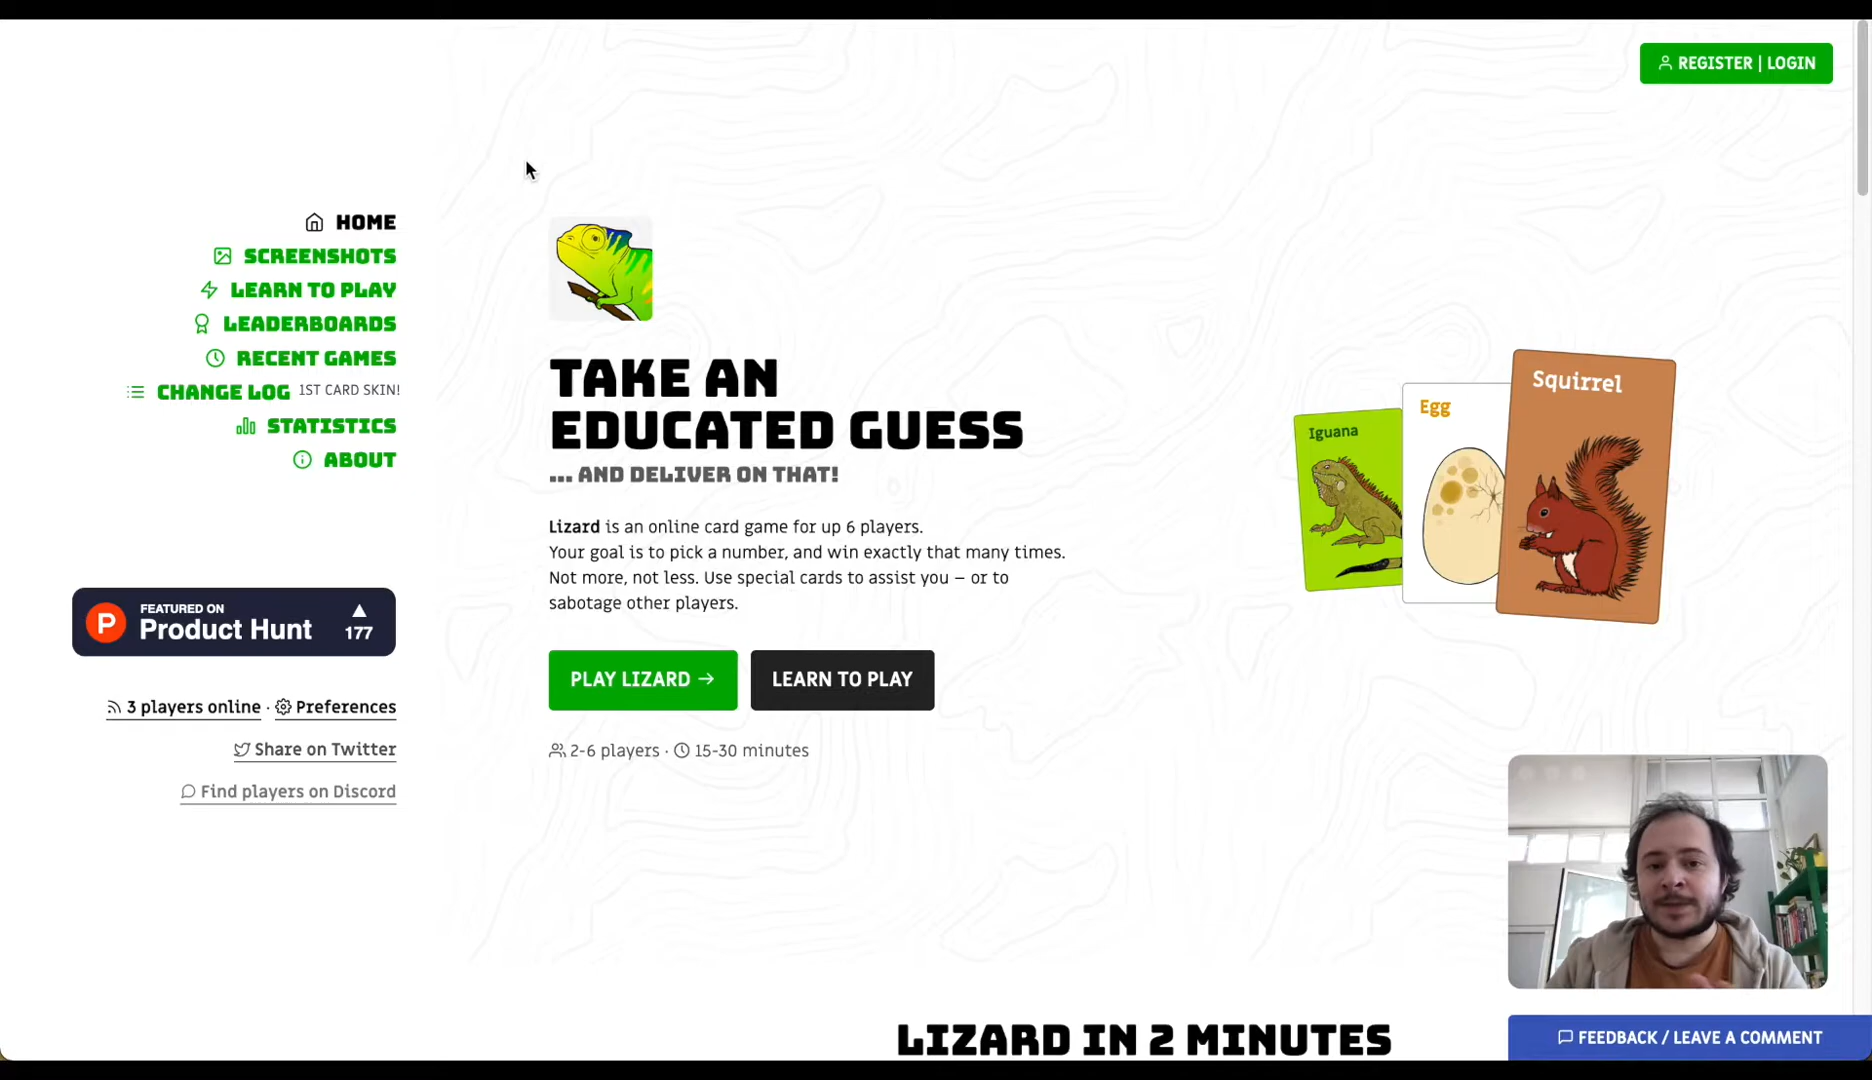 REGISTER | LOGIN
HOME
SCREENSHOTS
LEARN TO PLAY
LEADERBOARDS
RECENT GAMES
CHANGE LOG 1ST CARD SKIN!
STATISTICS
ABOUT
P FEATURED ON
Product Hunt
177
3 players online · Preferences
Share on Twitter
Find players on Discord
TAKE AN
EDUCATED GUESS
... AND DELIVER ON THAT!
Lizard is an online card game for up 6 players.
Your goal is to pick a number, and win exactly that many times.
Not more, not less. Use special cards to assist you – or to
sabotage other players.
PLAY LIZARD →
LEARN TO PLAY
2-6 players · 15-30 minutes
Iguana
Egg
Squirrel
LIZARD IN 2 MINUTES
FEEDBACK / LEAVE A COMMENT